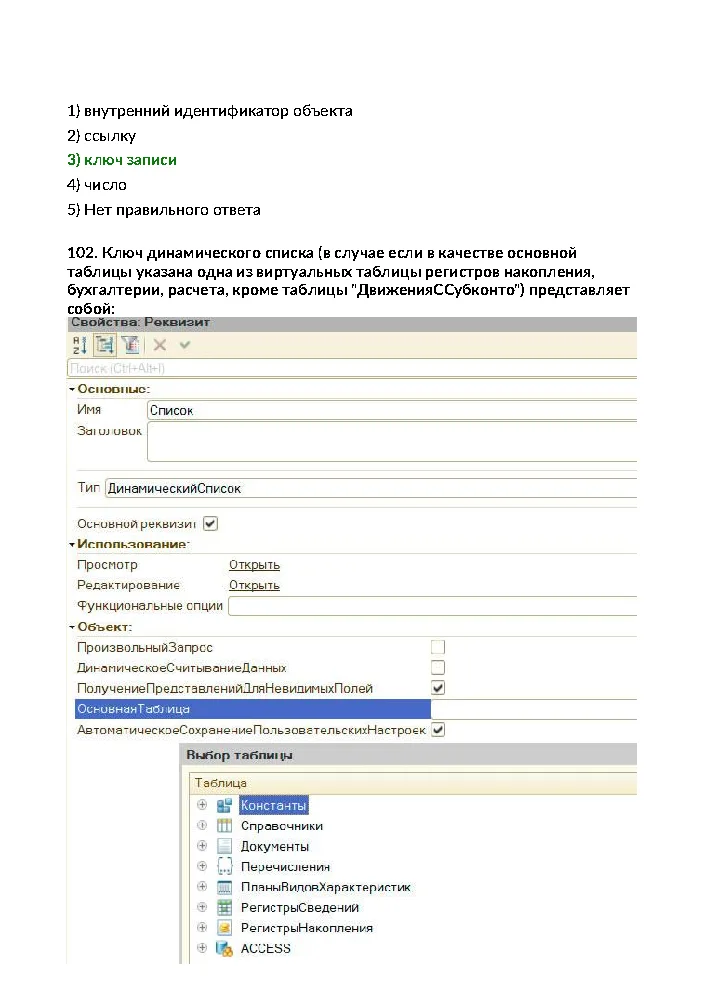 1) внутренний идентификатор объекта
2) ссылку
3) ключ записи
4) число
5) Нет правильного ответа
102. Ключ динамического списка (в случае если в качестве основной
таблицы указана одна из виртуальных таблицы регистров накопления,
бухгалтерии, расчета, кроме таблицы "ДвиженияССубконто") представляет
собой:
Свойства: Реквизит
Поиск (Ctrl+Alt+I)
Основные:
Имя Список
Заголовок
Тип ДинамическийСписок
Основной реквизит
Использование:
Просмотр Открыть
Редактирование Открыть
Функциональные опции
Объект:
ПроизвольныйЗапрос
ДинамическоеСчитываниеДанных
ПолучениеПредставленийДляНевидимыхПолей
ОсновнаяТаблица
АвтоматическоеСохранениеПользовательскихНастроек
Выбор таблицы
Таблица
Константы
Справочники
Документы
Перечисления
ПланыВидовХарактеристик
РегистрыСведений
РегистрыНакопления
ACCESS